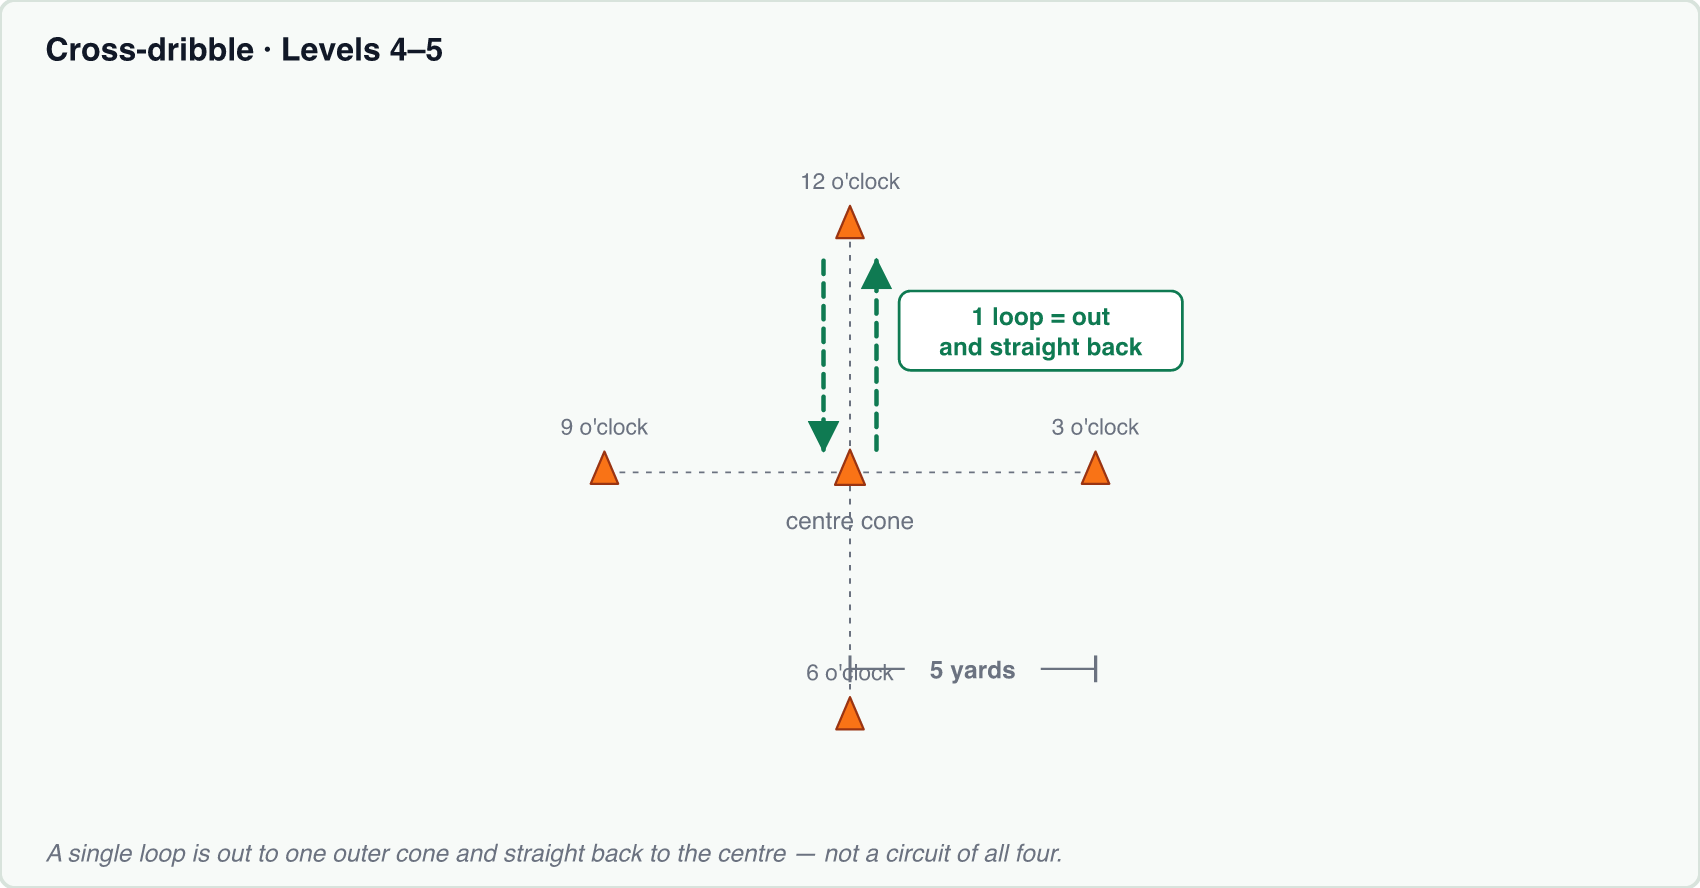 Cross-dribble · Levels 4–5
12 o'clock
1 loop = out
and straight back
9 o'clock
3 o'clock
centre cone
6 o'clock
5 yards
A single loop is out to one outer cone and straight back to the centre — not a circuit of all four.